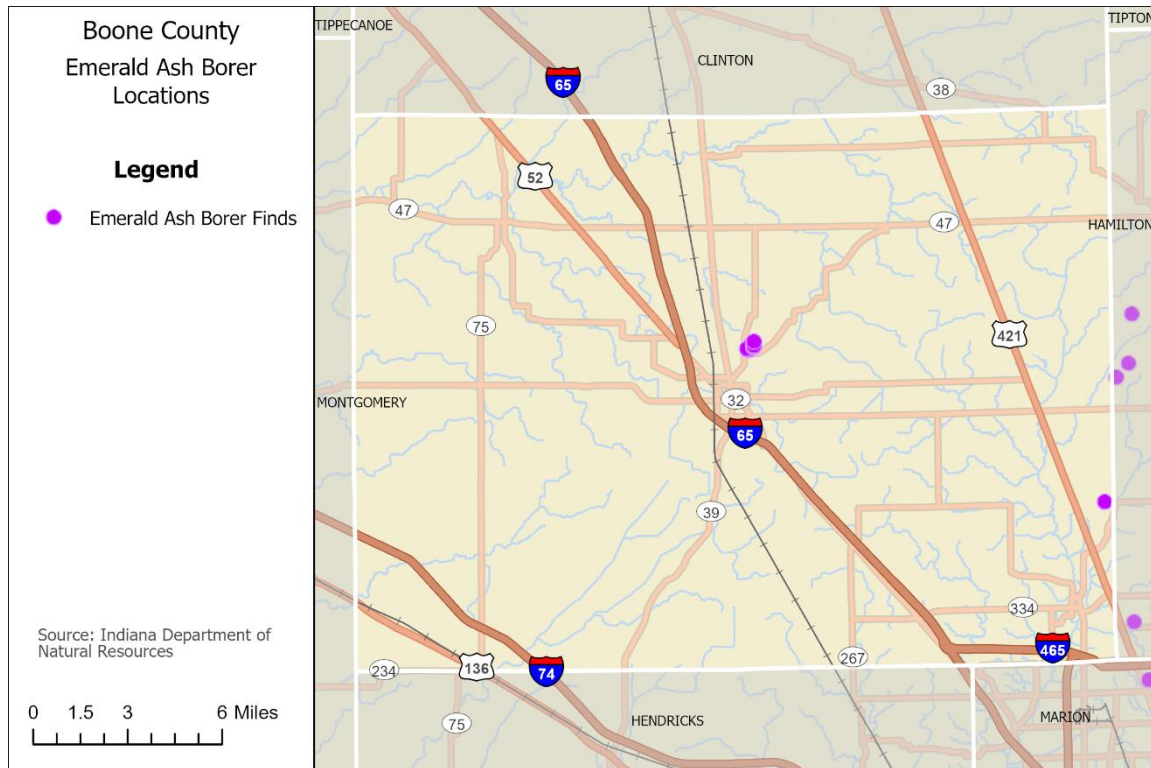 Boone County
Emerald Ash Borer
Locations
Legend
Emerald Ash Borer Finds
Source: Indiana Department of
Natural Resources
0 1.5 3 6 Miles
TIPPECANOE
TIPTON
CLINTON
65
38
52
47
47
HAMILTON
75
421
MONTGOMERY
32
65
39
334
465
267
234
136
74
75
HENDRICKS
MARION